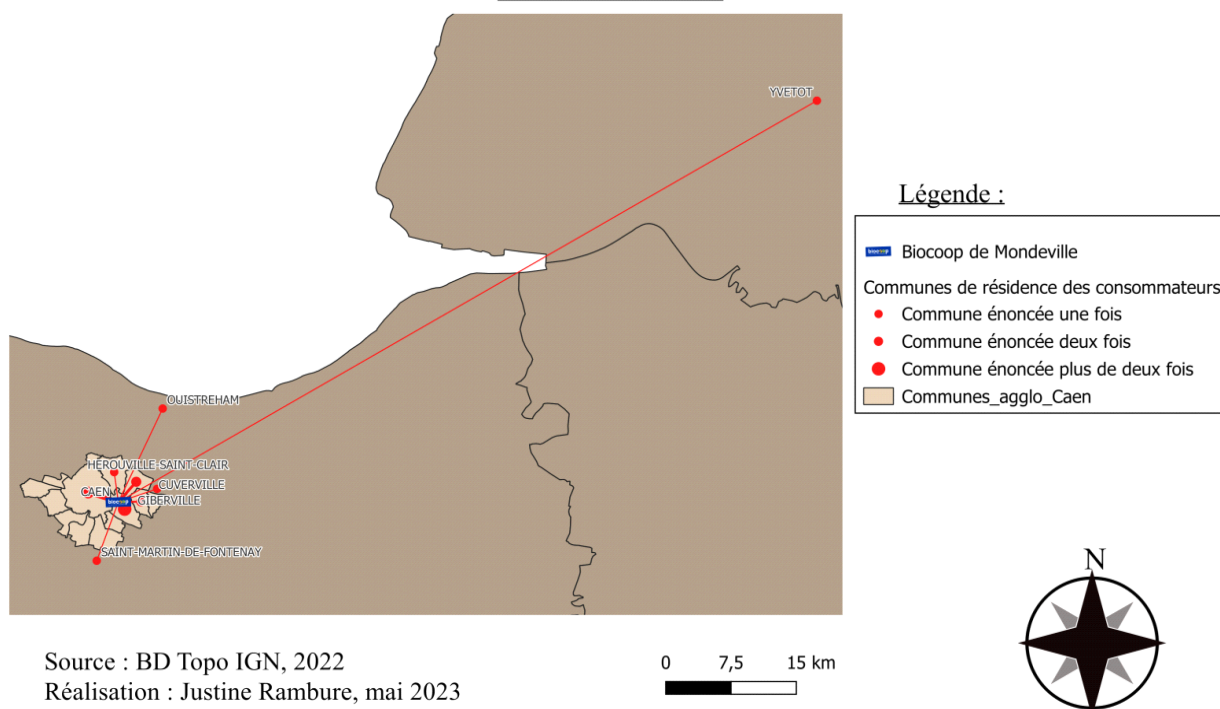 YVETOT
OUISTREHAM
HÉROUVILLE-SAINT-CLAIR
CUVERVILLE
CAEN
biocoop
GIBERVILLE
SAINT-MARTIN-DE-FONTENAY
Légende :
biocoop
Biocoop de Mondeville
Communes de résidence des consommateurs
Commune énoncée une fois
Commune énoncée deux fois
Commune énoncée plus de deux fois
Communes_agglo_Caen
N
Source : BD Topo IGN, 2022
Réalisation : Justine Rambure, mai 2023
0 7,5 15 km